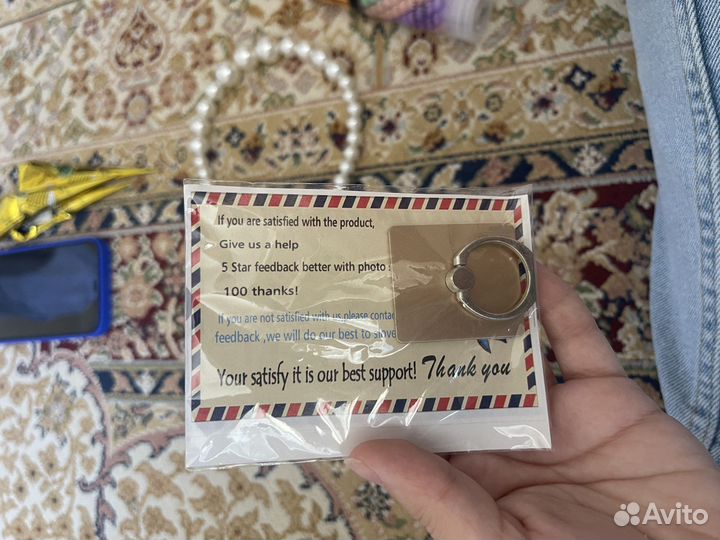 If you are satisfied with the product,
Give us a help
5 Star feedback better with photo
100 thanks!
If you are not satisfied with us please contac
feedback ,we will do our best to slove
Your satisfy it is our best support! Thank you
Avito